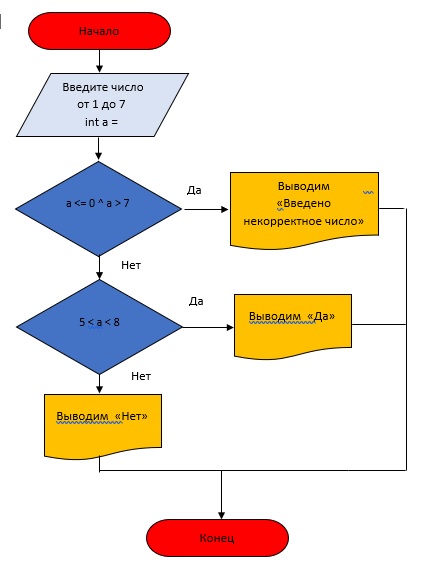 Начало
Введите число
от 1 до 7
int a =
a <= 0 ^ a > 7
Да
Выводим
«Введено
некорректное число»
Нет
5 < a < 8
Да
Выводим «Да»
Нет
Выводим «Нет»
Конец